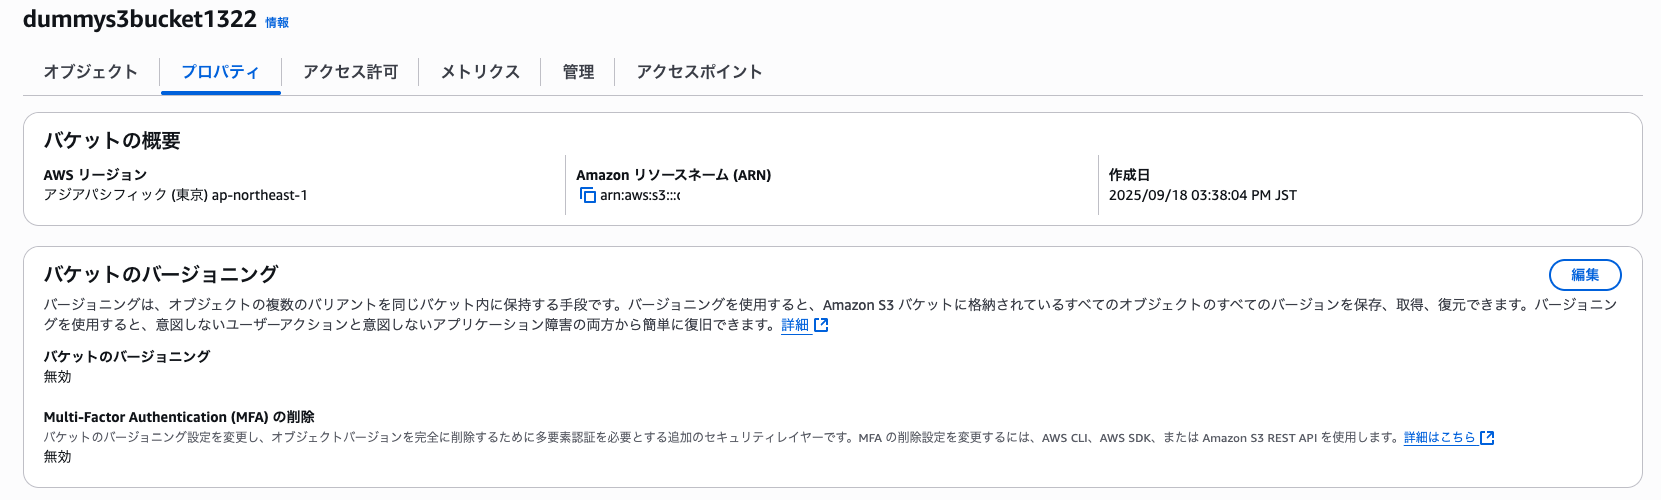 dummys3bucket1322 情報
オブジェクト
プロパティ
アクセス許可
メトリクス
管理
アクセスポイント
バケットの概要
AWS リージョン
アジアパシフィック (東京) ap-northeast-1
Amazon リソースネーム (ARN)
arn:aws:s3:::
作成日
2025/09/18 03:38:04 PM JST
バケットのバージョニング
編集
バージョニングは、オブジェクトの複数のバリアントを同じバケット内に保持する手段です。バージョニングを使用すると、Amazon S3 バケットに格納されているすべてのオブジェクトのすべてのバージョンを保存、取得、復元できます。バージョニン
グを使用すると、意図しないユーザーアクションと意図しないアプリケーション障害の両方から簡単に復旧できます。詳細
バケットのバージョニング
無効
Multi-Factor Authentication (MFA) の削除
バケットのバージョニング設定を変更し、オブジェクトバージョンを完全に削除するために多要素認証を必要とする追加のセキュリティレイヤーです。MFA の削除設定を変更するには、AWS CLI、AWS SDK、または Amazon S3 REST API を使用します。詳細はこちら
無効